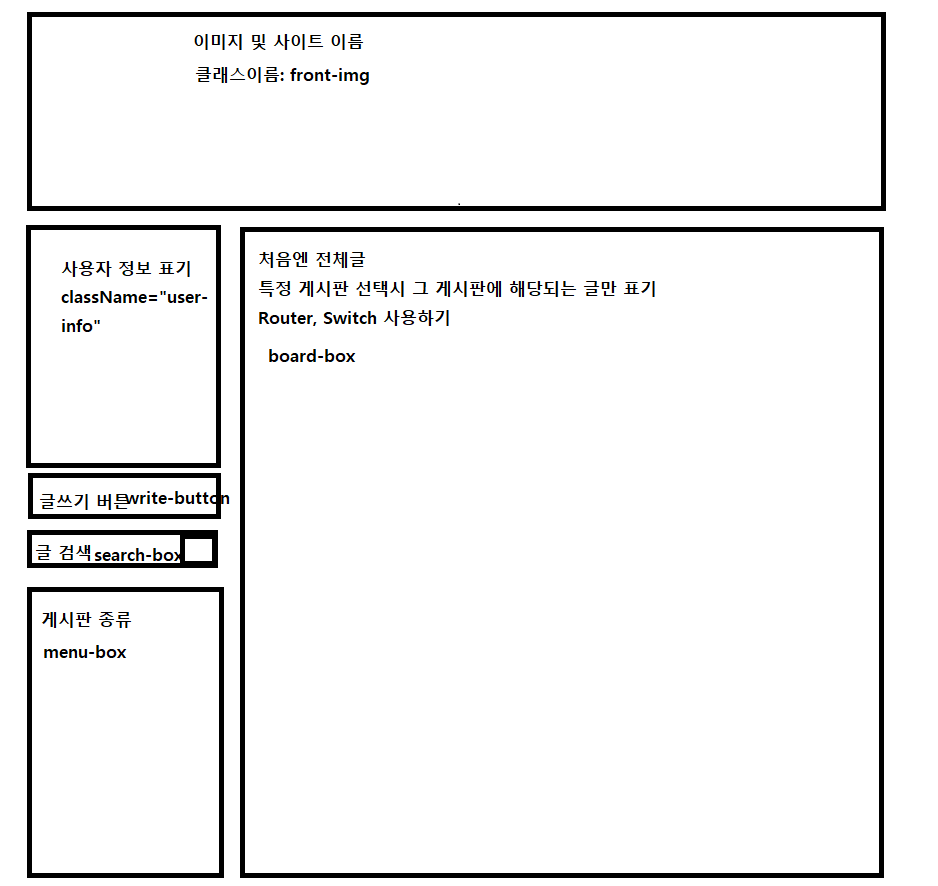 이미지 및 사이트 이름
클래스이름: front-img
사용자 정보 표기
className="user-
info"
글쓰기 버튼write-button
글 검색search-box
게시판 종류
menu-box
처음엔 전체글
특정 게시판 선택시 그 게시판에 해당되는 글만 표기
Router, Switch 사용하기
board-box